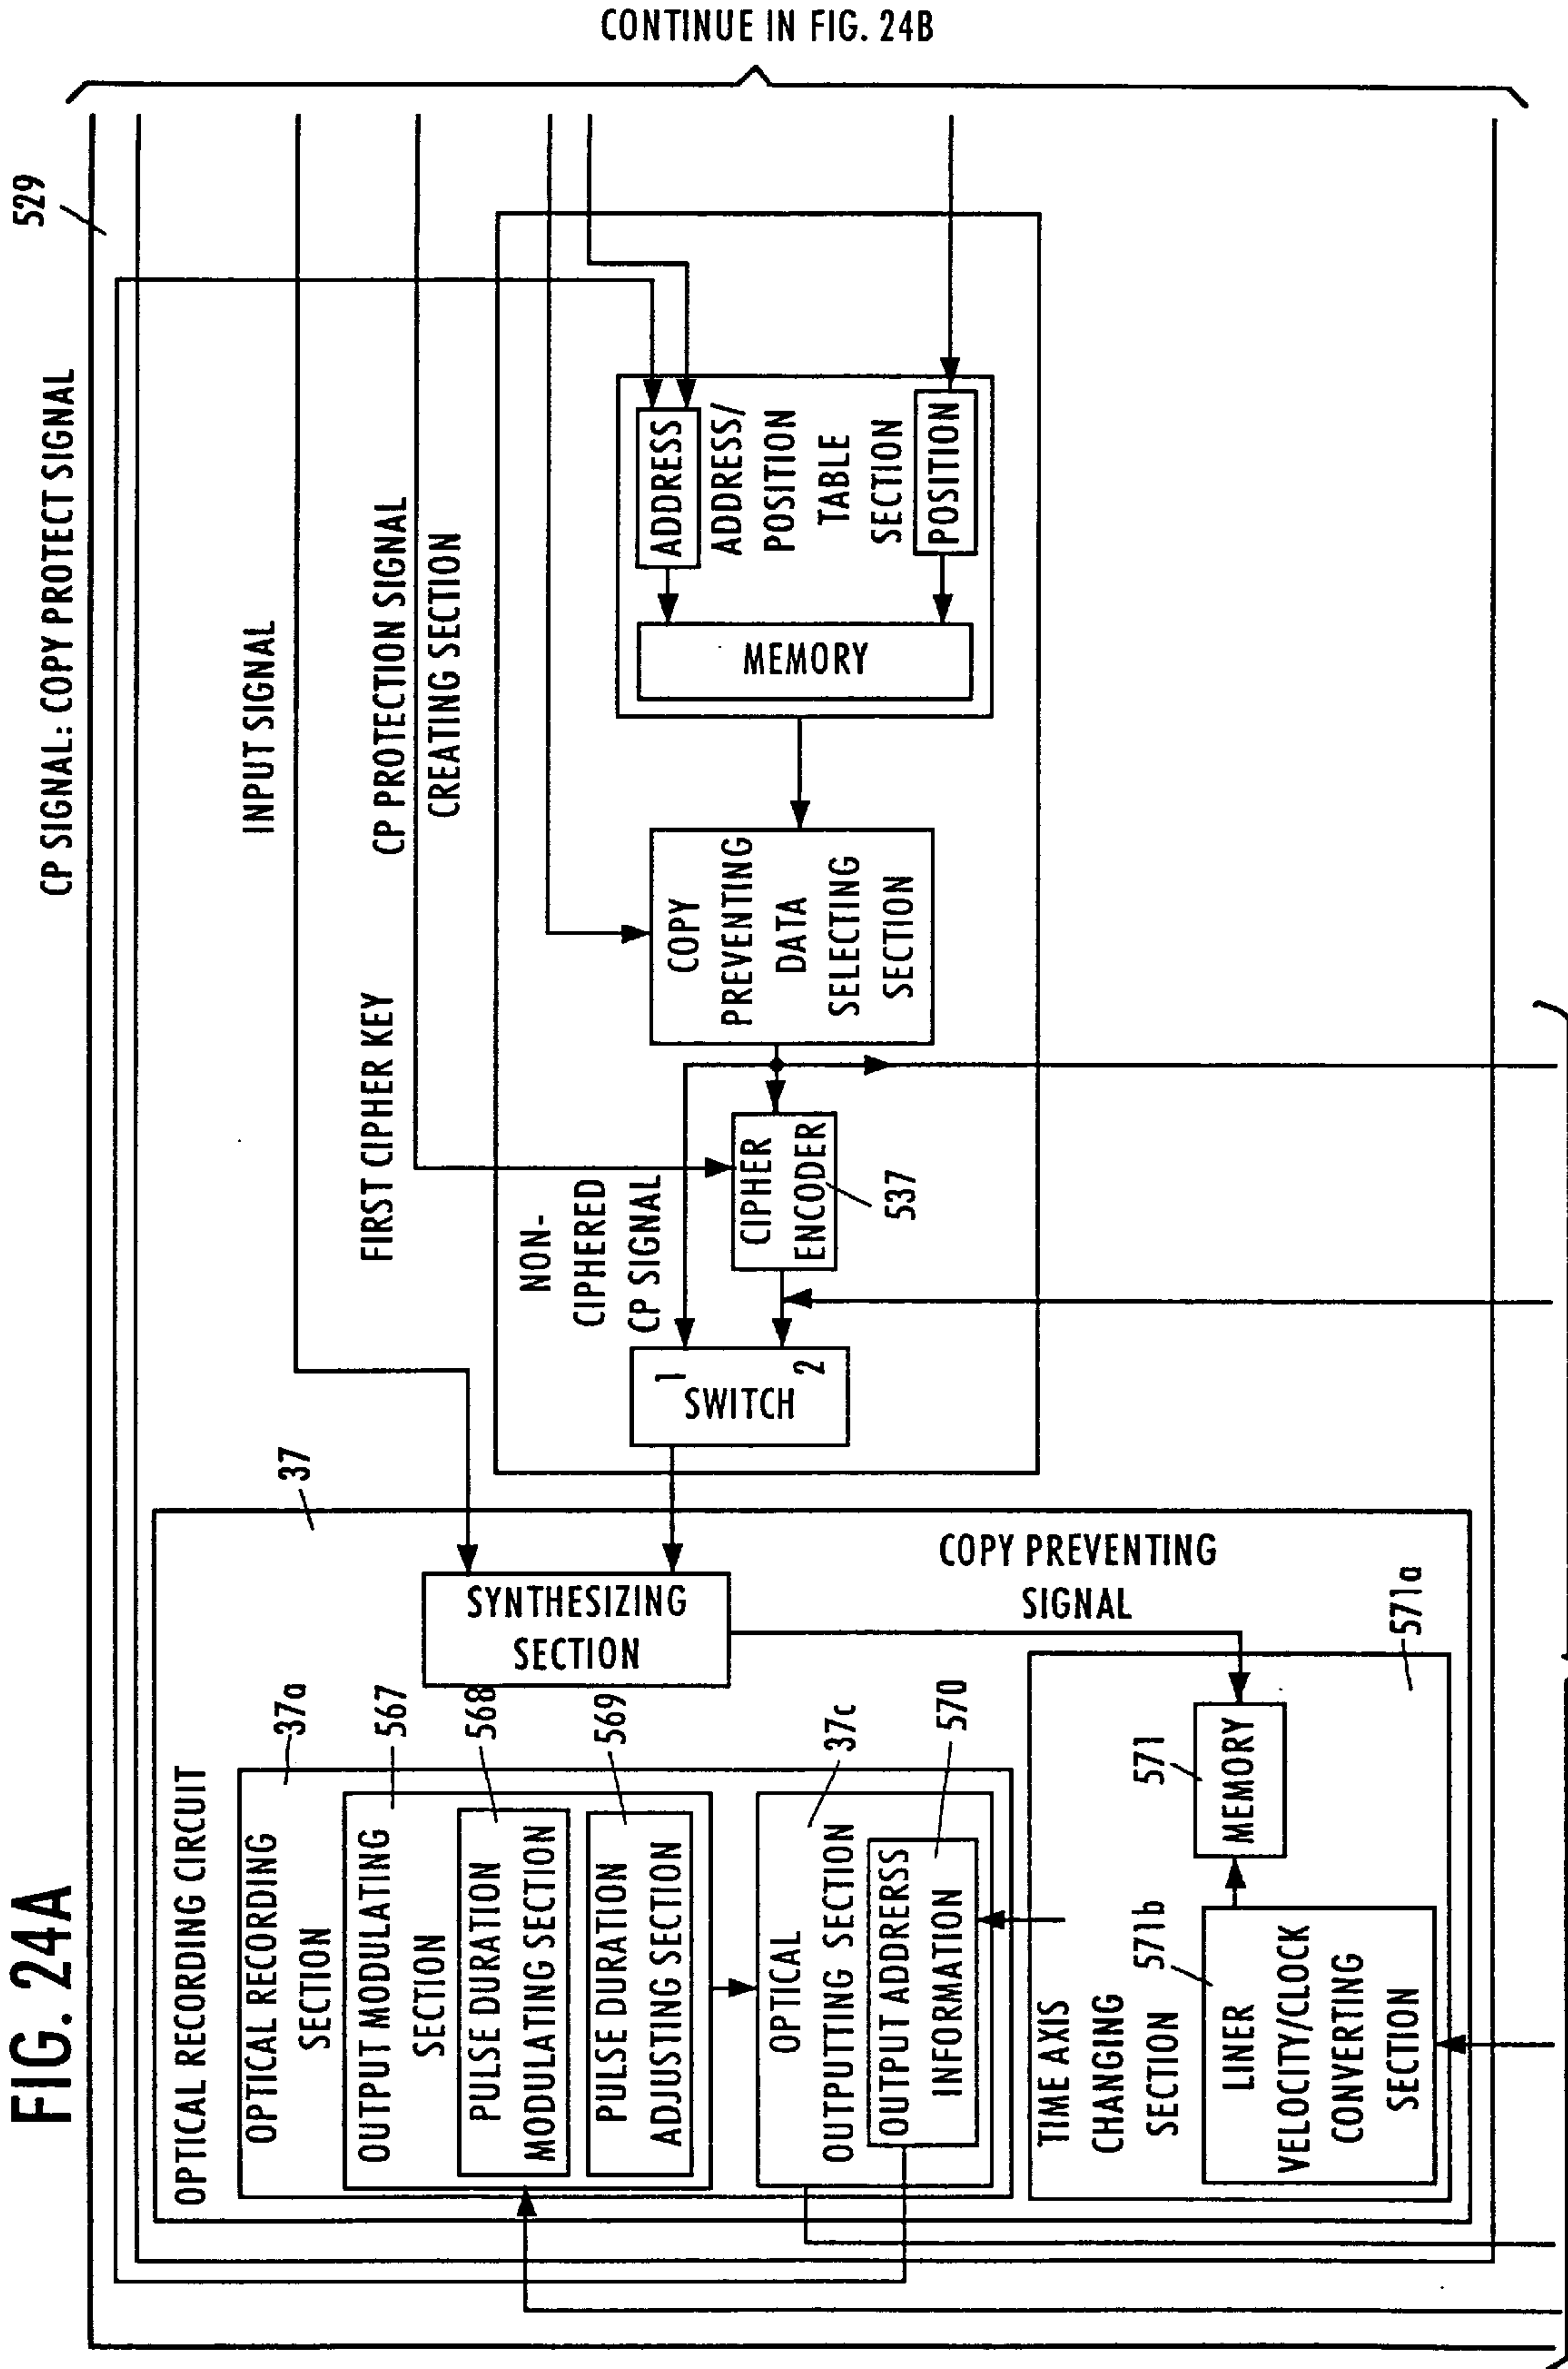 FIG. 24A
CP SIGNAL: COPY PROTECT SIGNAL
529
CONTINUE IN FIG. 24B
OPTICAL RECORDING CIRCUIT
37
INPUT SIGNAL
FIRST CIPHER KEY
CP PROTECTION SIGNAL
CREATING SECTION
OPTICAL RECORDING
SECTION
37a
OUTPUT MODULATING
SECTION
567
PULSE DURATION
MODULATING SECTION
568
PULSE DURATION
ADJUSTING SECTION
569
SYNTHESIZING
SECTION
OPTICAL
OUTPUTTING SECTION
37c
OUTPUT ADDERSS
INFORMATION
570
COPY PREVENTING
SIGNAL
TIME AXIS
CHANGING
SECTION
571a
571b
LINER
VELOCITY/CLOCK
CONVERTING
SECTION
571
MEMORY
NON-
CIPHERED
CP SIGNAL
1
SWITCH
2
CIPHER
ENCODER
537
COPY
PREVENTING
DATA
SELECTING
SECTION
MEMORY
ADDRESS
ADDRESS/
POSITION
TABLE
SECTION
POSITION